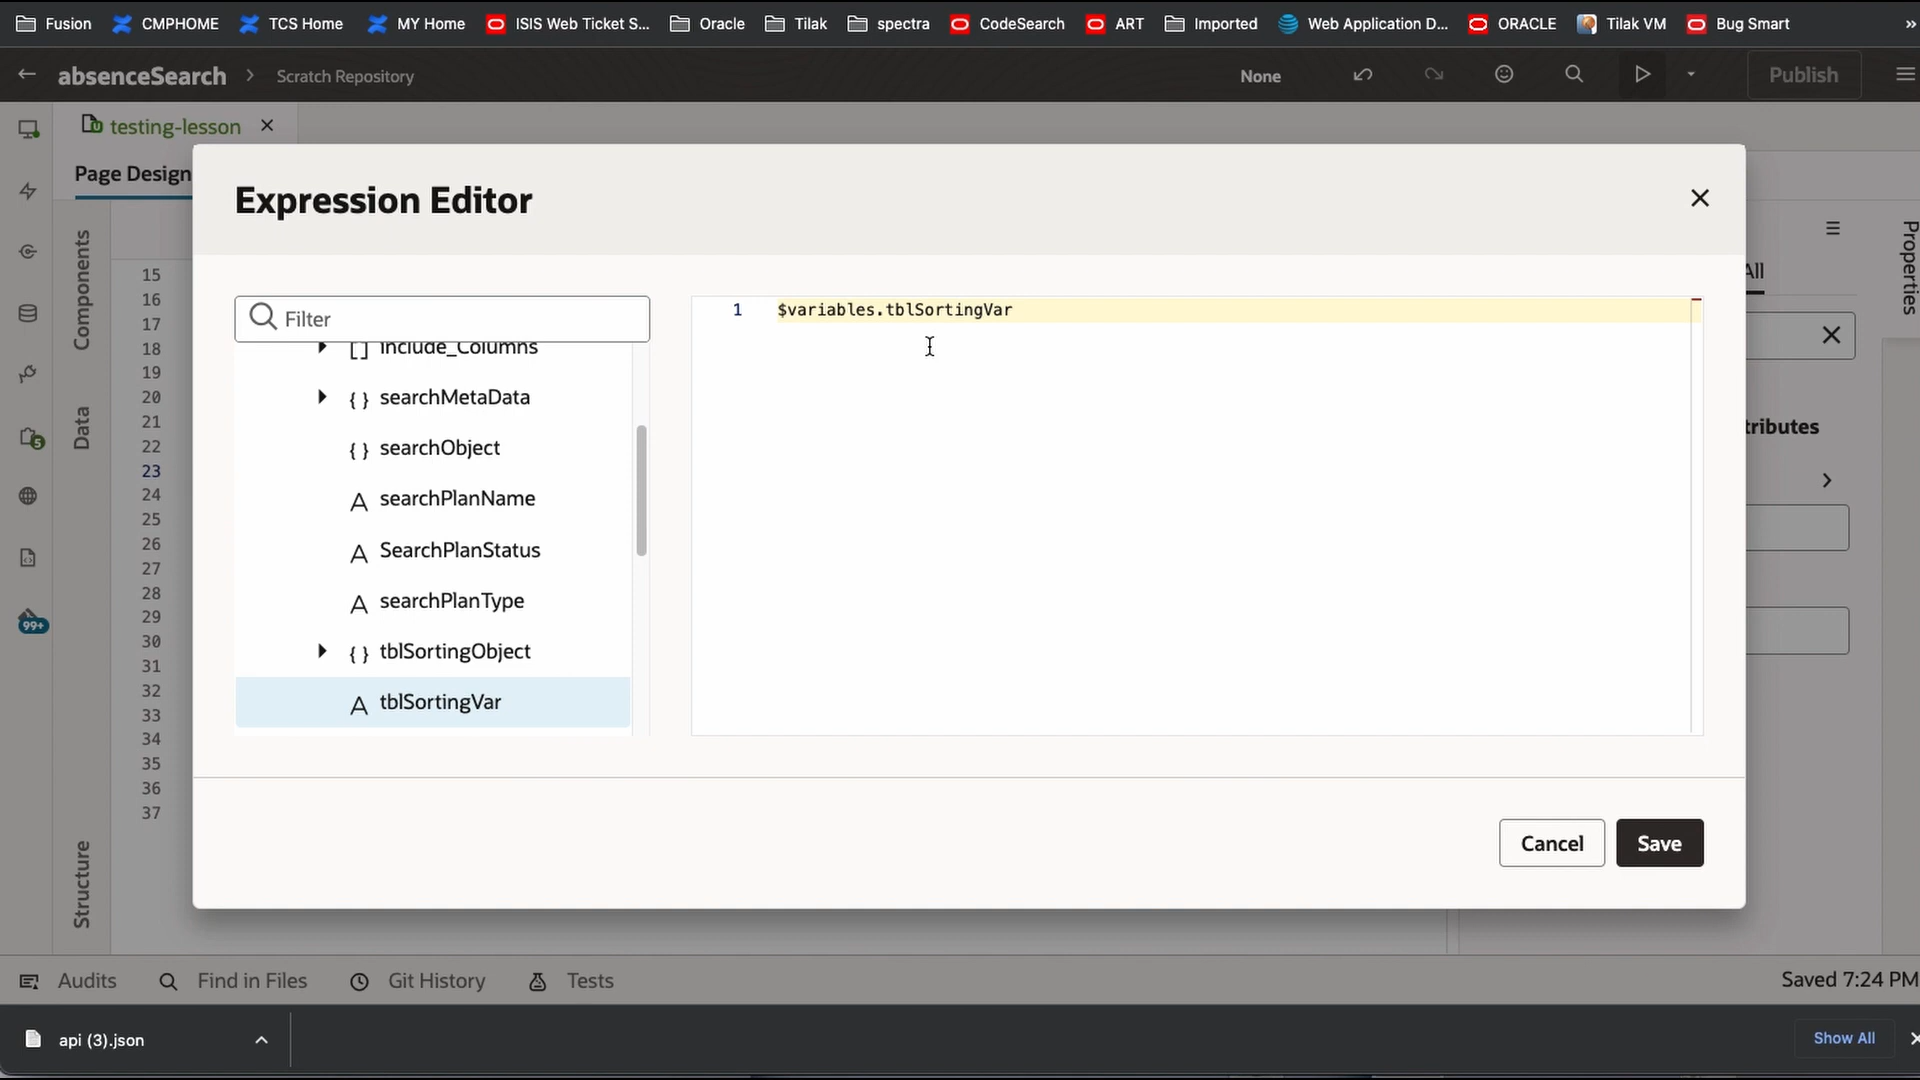 Fusion CMPHOME TCS Home MY Home ISIS Web Ticket S... Oracle Tilak spectra CodeSearch ART Imported Web Application D... ORACLE Tilak VM Bug Smart »
absenceSearch Scratch Repository None Publish
testing-lesson
Page Design
Expression Editor
Components
Data
Structure
Properties
All
15
16
17
18
19
20
21
22
23
24
25
26
27
28
29
30
31
32
33
34
35
36
37
5
99+
Filter
[ ] include_Columns
{ } searchMetaData
{ } searchObject
A searchPlanName
A SearchPlanStatus
A searchPlanType
{ } tblSortingObject
A tblSortingVar
1 $variables.tblSortingVar
tributes
Cancel Save
Audits Find in Files Git History Tests Saved 7:24 PM
api (3).json Show All